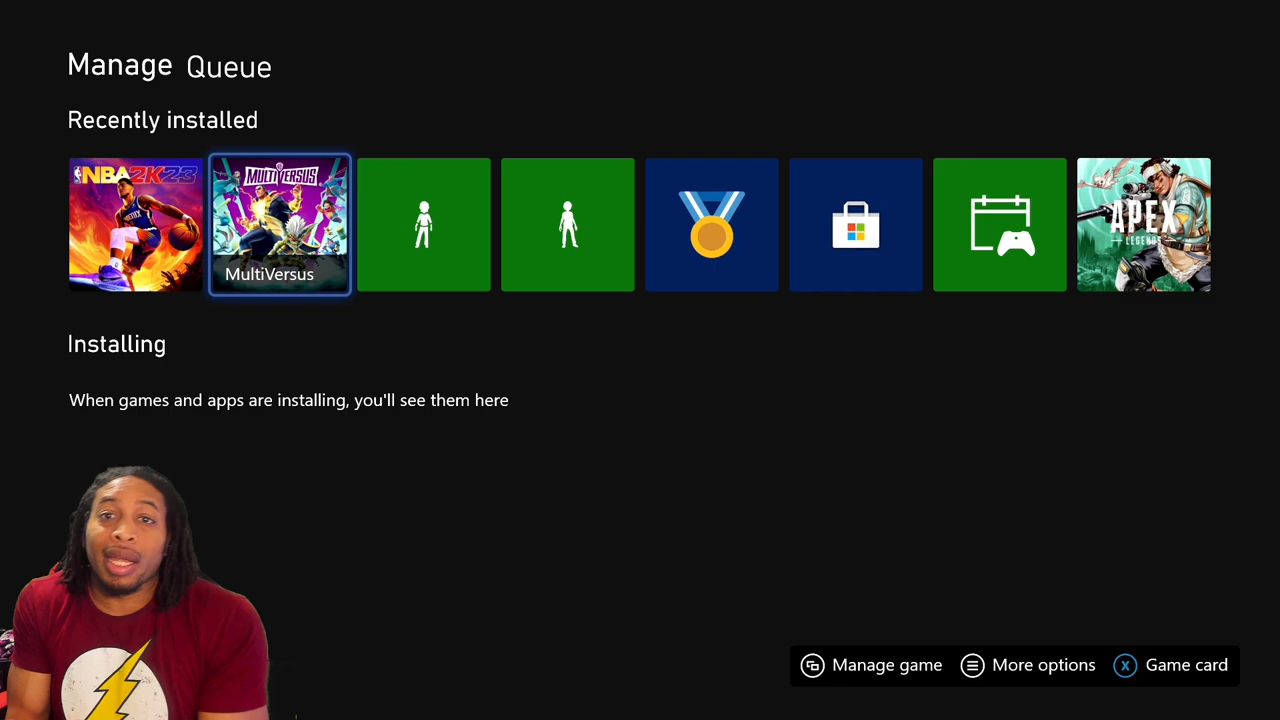 Manage Queue
Recently installed
NBA 2K23
MULTIVERSUS
MultiVersus
APEX
LEGENDS
Installing
When games and apps are installing, you'll see them here
Manage game
More options
X Game card